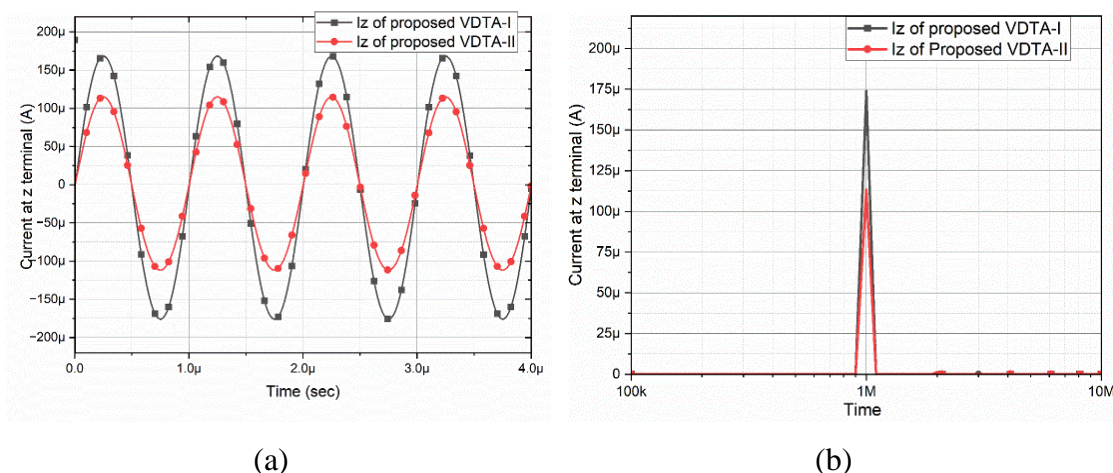 Iz of proposed VDTA-I
Iz of proposed VDTA-II
200µ
150µ
100µ
50µ
0
−50µ
−100µ
−150µ
−200µ
Current at z terminal (A)
0.0
1.0µ
2.0µ
3.0µ
4.0µ
Time (sec)
(a)
Iz of proposed VDTA-I
Iz of Proposed VDTA-II
200µ
175µ
150µ
125µ
100µ
75µ
50µ
25µ
0
Current at z terminal (A)
100k
1M
10M
Time
(b)